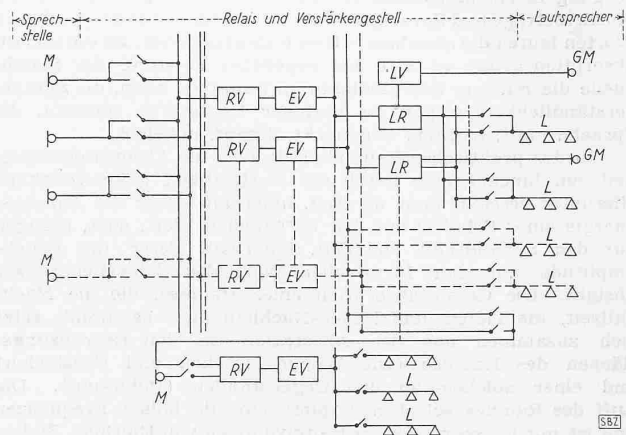 Sprech-
stelle
Relais und Verstärkergestell
Lautsprecher
M
LV
GM
RV
EV
LR
L
RV
EV
LR
GM
L
M
RV
EV
L
L
RV
EV
L
M
L
SBZ